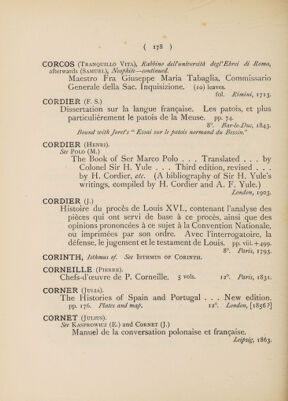 ( 178 )
CORCOS (Tranquillo Vita), Rabbino dell'università degl'Ebrei di Roma,
afterwards (Samuel), Neophite—continued.
Maestro Fra Giuseppe Maria Tabaglia, Commissario
Generale della Sac. Inquisizione. (10) leaves.
fol. Rimini, 1713.
CORDIER (F. S.)
Dissertation sur la langue française. Les patois, et plus
particulièrement le patois de la Meuse. pp. 74.
8°. Bar-le-Duc, 1843.
Bound with Joret's "Essai sur le patois normand du Bessin."
CORDIER (Henri).
See Polo (M.)
The Book of Ser Marco Polo . . . Translated . . . by
Colonel Sir H. Yule . . . Third edition, revised . . .
by H. Cordier, etc. (A bibliography of Sir H. Yule's
writings, compiled by H. Cordier and A. F. Yule.)
London, 1903.
CORDIER (J.)
Histoire du procès de Louis XVI., contenant l'analyse des
pièces qui ont servi de base à ce procès, ainsi que des
opinions prononcées à ce sujet à la Convention Nationale,
ou imprimées par son ordre. Avec l'interrogatoire, la
défense, le jugement et le testament de Louis. pp. viii. + 499.
8°. Paris, 1793.
CORINTH, Isthmus of. See Isthmus of Corinth.
CORNEILLE (Pierre).
Chefs-d'œuvre de P. Corneille. 5 vols. 12°. Paris, 1831.
CORNER (Julia).
The Histories of Spain and Portugal . . . New edition.
pp. 176. Plates and map. 12°. London, [1856?]
CORNET (Julius).
See Kasprowicz (E.) and Cornet (J.)
Manuel de la conversation polonaise et française.
Leipsig, 1863.